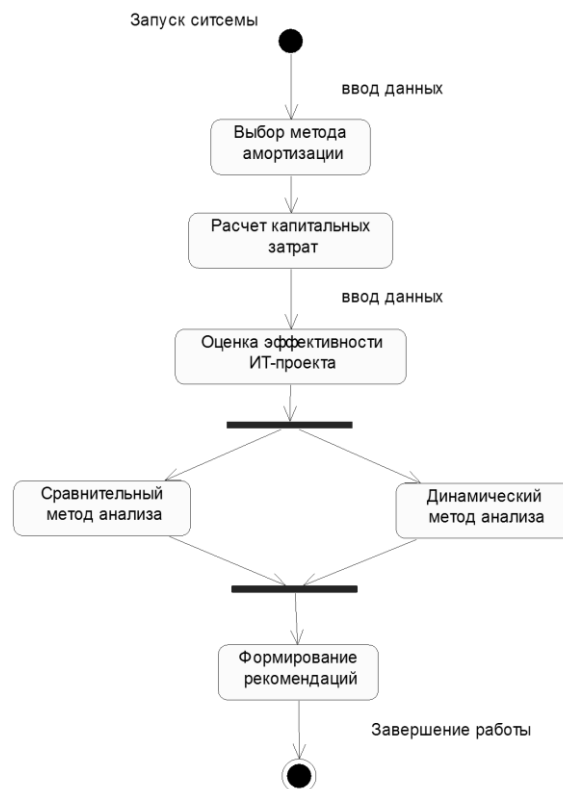 Запуск ситсемы
ввод данных
Выбор метода
амортизации
Расчет капитальных
затрат
ввод данных
Оценка эффективности
ИТ-проекта
Сравнительный
метод анализа
Динамический
метод анализа
Формирование
рекомендаций
Завершение работы